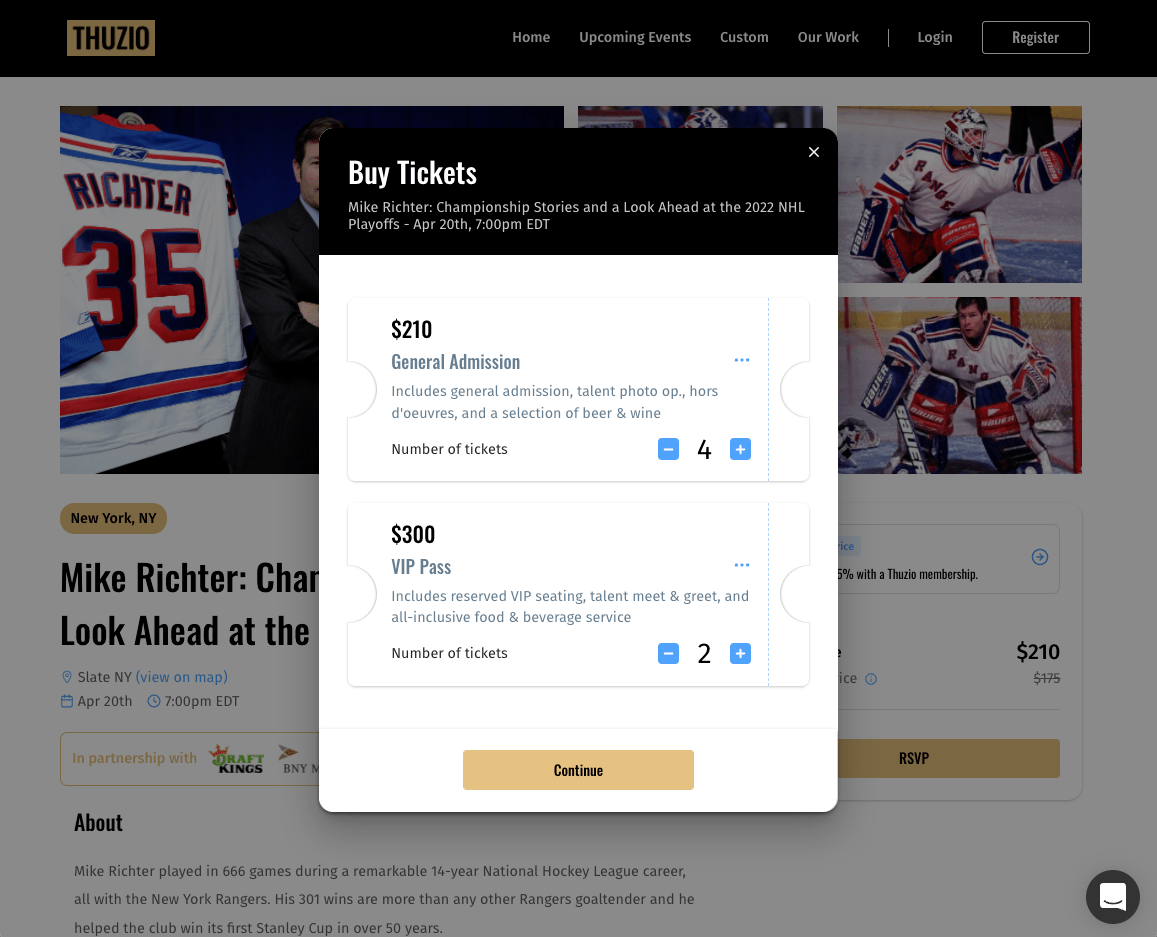 THUZIO
Home
Upcoming Events
Custom
Our Work
Login
Register
RICHTER
35
Buy Tickets
Mike Richter: Championship Stories and a Look Ahead at the 2022 NHL
Playoffs - Apr 20th, 7:00pm EDT
$210
General Admission
Includes general admission, talent photo op., hors
d'oeuvres, and a selection of beer & wine
Number of tickets
4
$300
VIP Pass
Includes reserved VIP seating, talent meet & greet, and
all-inclusive food & beverage service
Number of tickets
2
Continue
New York, NY
Mike Richter: Cha
Look Ahead at the
Slate NY (view on map)
Apr 20th
7:00pm EDT
In partnership with
DRAFT
KINGS
BNY
5% with a Thuzio membership.
$210
$175
RSVP
About
Mike Richter played in 666 games during a remarkable 14-year National Hockey League career,
all with the New York Rangers. His 301 wins are more than any other Rangers goaltender and he
helped the club win its first Stanley Cup in over 50 years.